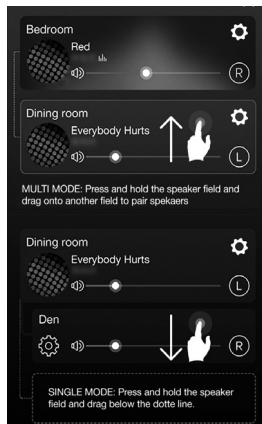 Bedroom
Red
R
Dining room
Everybody Hurts
L
MULTI MODE: Press and hold the speaker field and
drag onto another field to pair spekaers
Dining room
Everybody Hurts
L
Den
R
SINGLE MODE: Press and hold the speaker
field and drag below the dotte line.